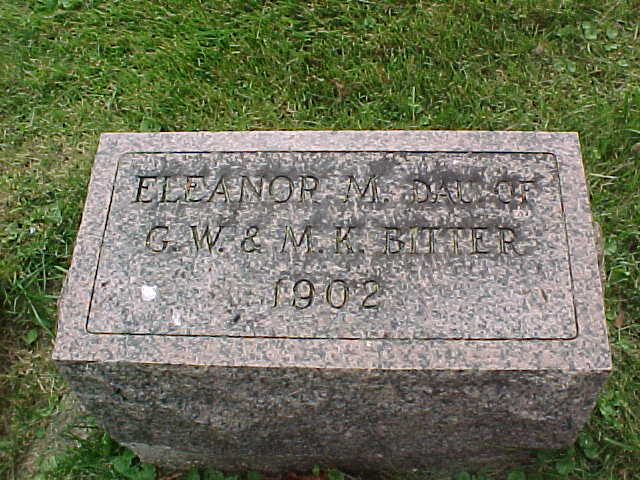 ELEANOR M. DAU. OF
G. W. & M. K. BITTER
1902